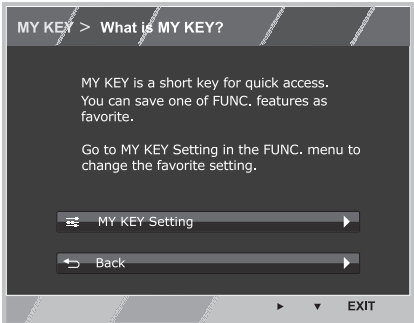 MY KEY > What is MY KEY?
MY KEY is a short key for quick access.
You can save one of FUNC. features as
favorite.
Go to MY KEY Setting in the FUNC. menu to
change the favorite setting.
MY KEY Setting
Back
EXIT